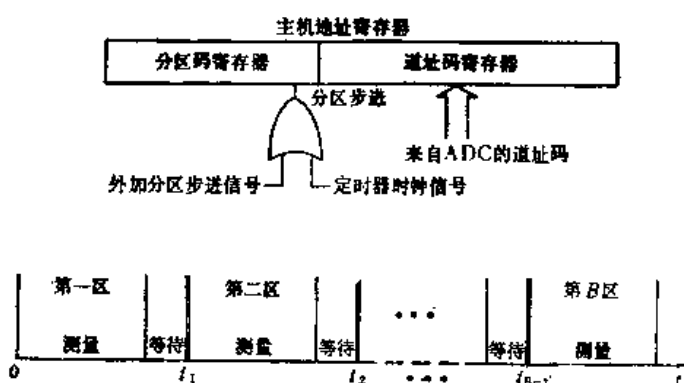 主机地址寄存器
分区码寄存器 道址码寄存器
分区步进
来自ADC的道址码
外加分区步进信号 定时器时钟信号
第一区 第二区 第B区
测量 等待 测量 等待 等待 测量
0 t₁ t₂ t